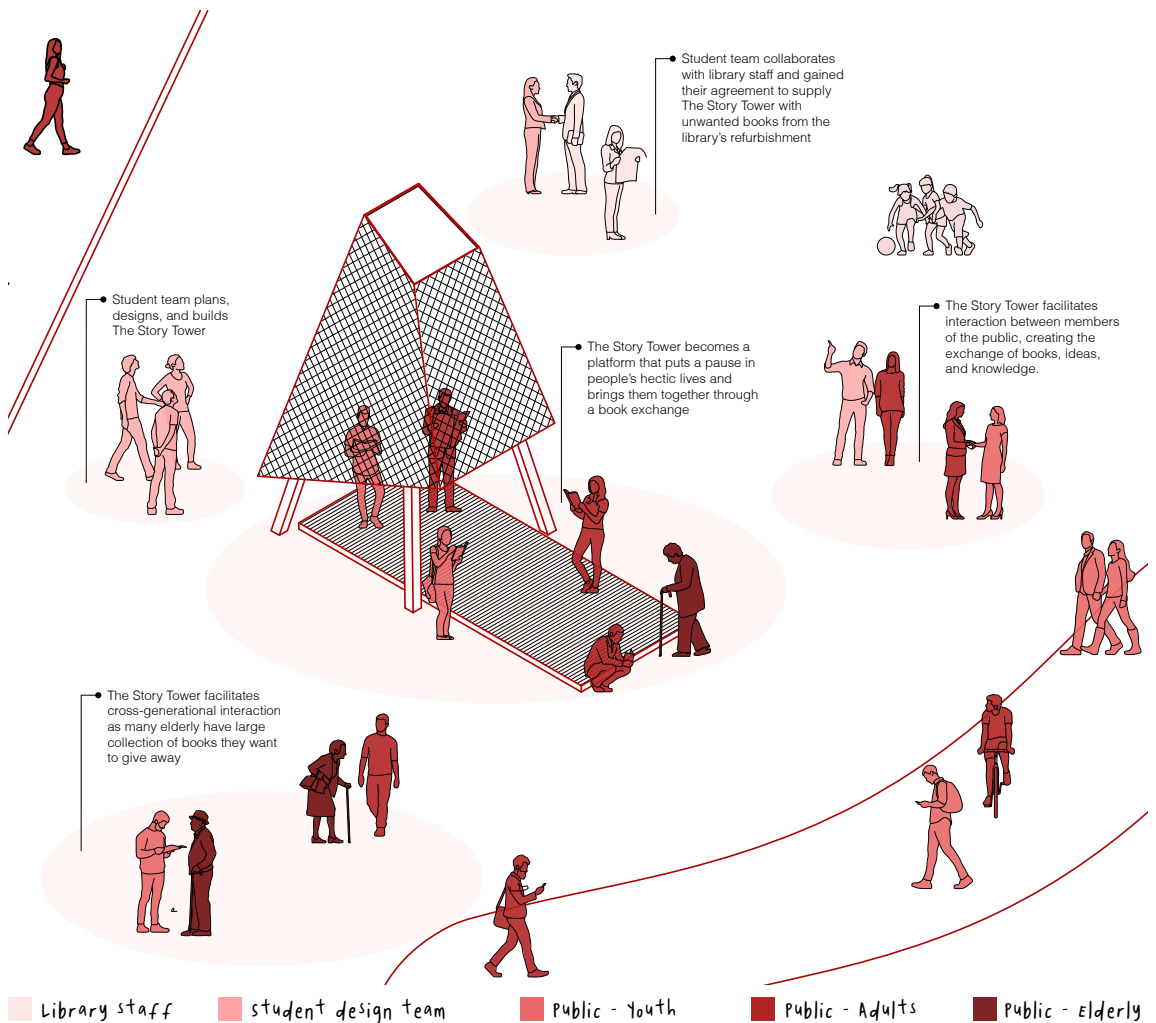 Student team collaborates
with library staff and gained
their agreement to supply
The Story Tower with
unwanted books from the
library's refurbishment
Student team plans,
designs, and builds
The Story Tower
The Story Tower becomes a
platform that puts a pause in
people's hectic lives and
brings them together through
a book exchange
The Story Tower facilitates
interaction between members
of the public, creating the
exchange of books, ideas,
and knowledge.
The Story Tower facilitates
cross-generational interaction
as many elderly have large
collection of books they want
to give away
Library staff
student design team
Public - Youth
Public - Adults
Public - Elderly